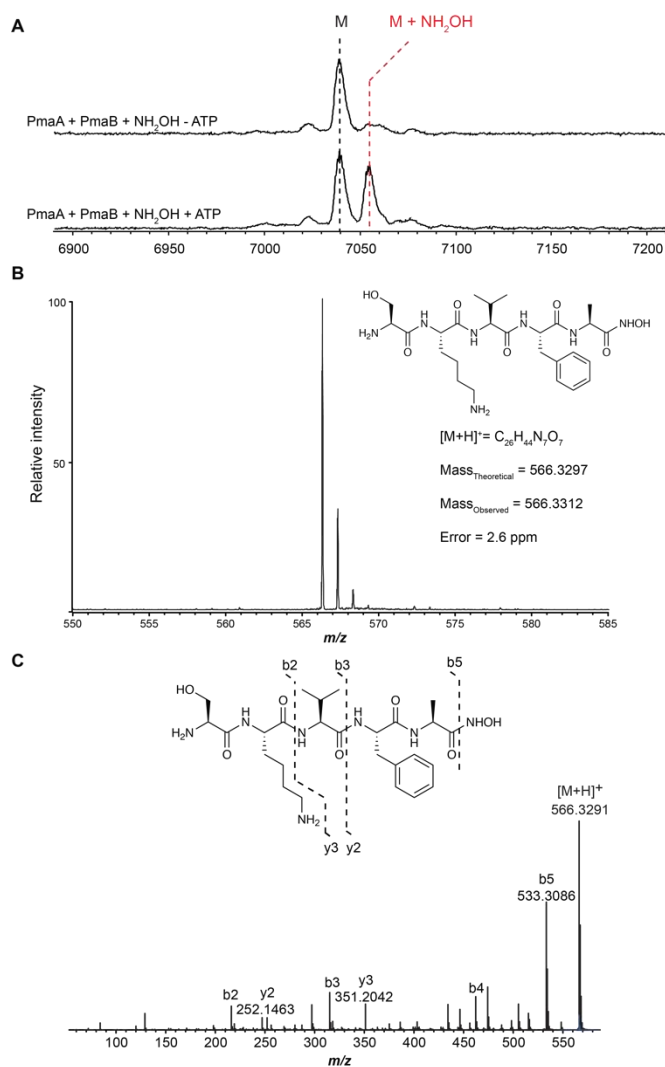 A
M
M + NH2OH
PmaA + PmaB + NH2OH - ATP
PmaA + PmaB + NH2OH + ATP
6900 6950 7000 7050 7100 7150 7200
B
100
50
Relative intensity
HO
H2N
O
H
N
O
N
H
O
H
N
O
N
H
O
NHOH
NH2
[M+H]+= C26H44N7O7
MassTheoretical = 566.3297
MassObserved = 566.3312
Error = 2.6 ppm
550 555 560 565 570 575 580 585
m/z
C
b2 b3 b5
HO
H2N
O
H
N
O
N
H
O
H
N
O
N
H
O
NHOH
NH2
y3 y2
[M+H]+
566.3291
b5
533.3086
b2
y2
252.1463
b3
y3
351.2042
b4
100 150 200 250 300 350 400 450 500 550
m/z